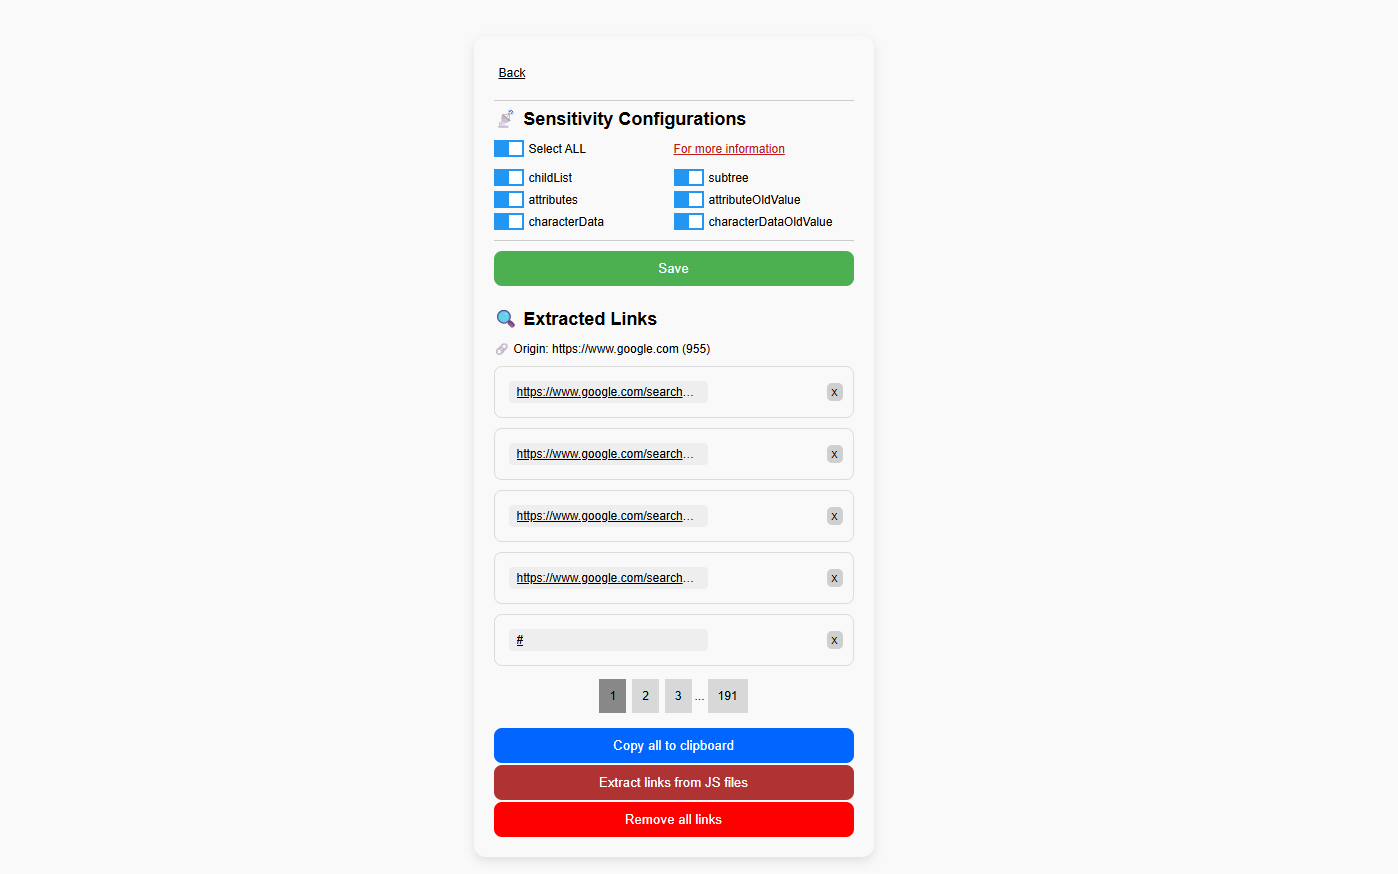 Back
Sensitivity Configurations
Select ALL For more information
childList subtree
attributes attributeOldValue
characterData characterDataOldValue
Save
Extracted Links
Origin: https://www.google.com (955)
https://www.google.com/search... x
https://www.google.com/search... x
https://www.google.com/search... x
https://www.google.com/search... x
# x
1 2 3 ... 191
Copy all to clipboard
Extract links from JS files
Remove all links